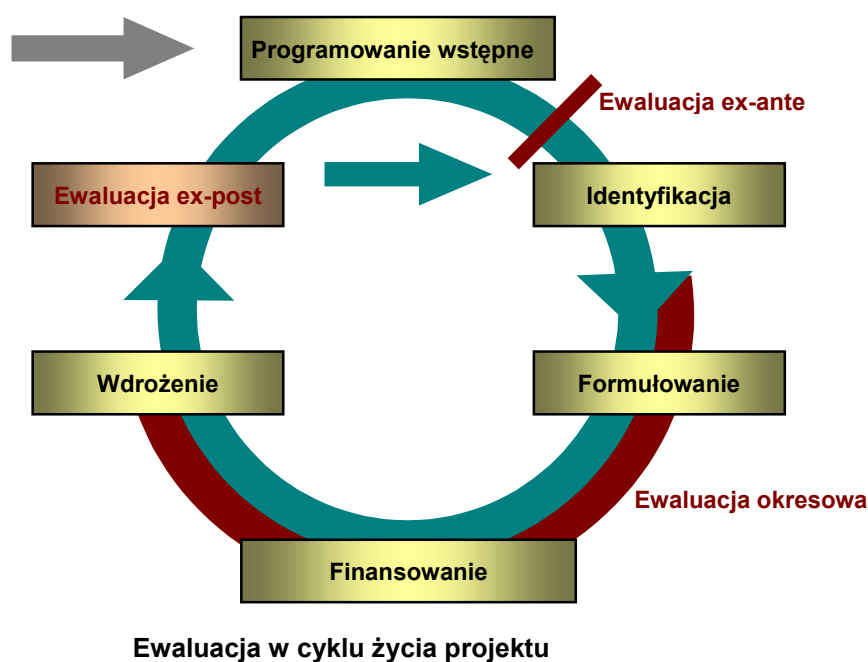 Programowanie wstępne
Ewaluacja ex-ante
Ewaluacja ex-post
Identyfikacja
Wdrożenie
Formułowanie
Ewaluacja okresowa
Finansowanie
Ewaluacja w cyklu życia projektu